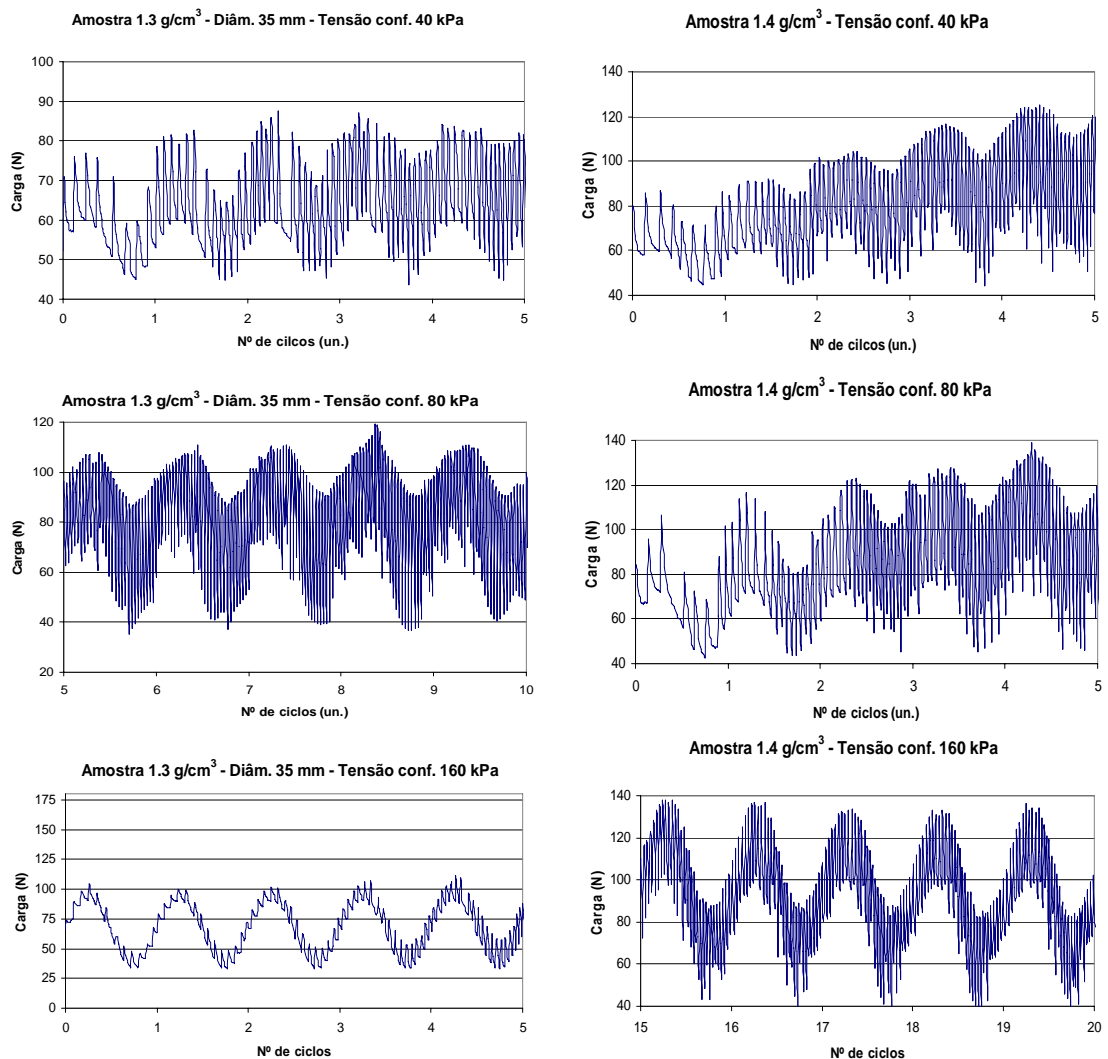 Amostra 1.3 g/cm³ - Diâm. 35 mm - Tensão conf. 40 kPa
Carga (N)
100
90
80
70
60
50
40
0 1 2 3 4 5
Nº de cilcos (un.)
Amostra 1.4 g/cm³ - Tensão conf. 40 kPa
Carga (N)
140
120
100
80
60
40
0 1 2 3 4 5
Nº de cilcos (un.)
Amostra 1.3 g/cm³ - Diâm. 35 mm - Tensão conf. 80 kPa
Carga (N)
120
100
80
60
40
20
5 6 7 8 9 10
Nº de ciclos (un.)
Amostra 1.4 g/cm³ - Tensão conf. 80 kPa
Carga (N)
140
120
100
80
60
40
0 1 2 3 4 5
Nº de ciclos (un.)
Amostra 1.3 g/cm³ - Diâm. 35 mm - Tensão conf. 160 kPa
Carga (N)
175
150
125
100
75
50
25
0
0 1 2 3 4 5
Nº de ciclos
Amostra 1.4 g/cm³ - Tensão conf. 160 kPa
Carga (N)
140
120
100
80
60
40
15 16 17 18 19 20
Nº de ciclos